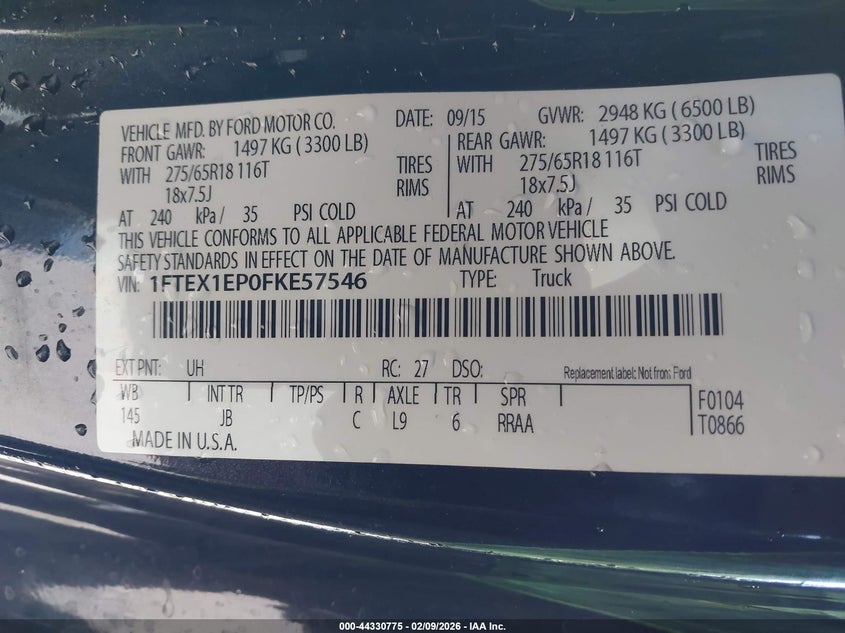 VEHICLE MFD. BY FORD MOTOR CO. DATE: 09/15 GVWR: 2948 KG ( 6500 LB)
FRONT GAWR: 1497 KG ( 3300 LB) REAR GAWR: 1497 KG ( 3300 LB)
WITH 275/65R18 116T TIRES WITH 275/65R18 116T TIRES
18x7.5J RIMS 18x7.5J RIMS
AT 240 kPa / 35 PSI COLD AT 240 kPa / 35 PSI COLD
THIS VEHICLE CONFORMS TO ALL APPLICABLE FEDERAL MOTOR VEHICLE
SAFETY STANDARDS IN EFFECT ON THE DATE OF MANUFACTURE SHOWN ABOVE.
VIN: 1FTEX1EP0FKE57546 TYPE: Truck
EXT PNT: UH RC: 27 DSO: Replacement label: Not from: Ford
WB INT TR TP/PS R AXLE TR SPR F0104
145 JB C L9 6 RRAA T0866
MADE IN U.S.A.
000-44330775 - 02/09/2026 - IAA Inc.